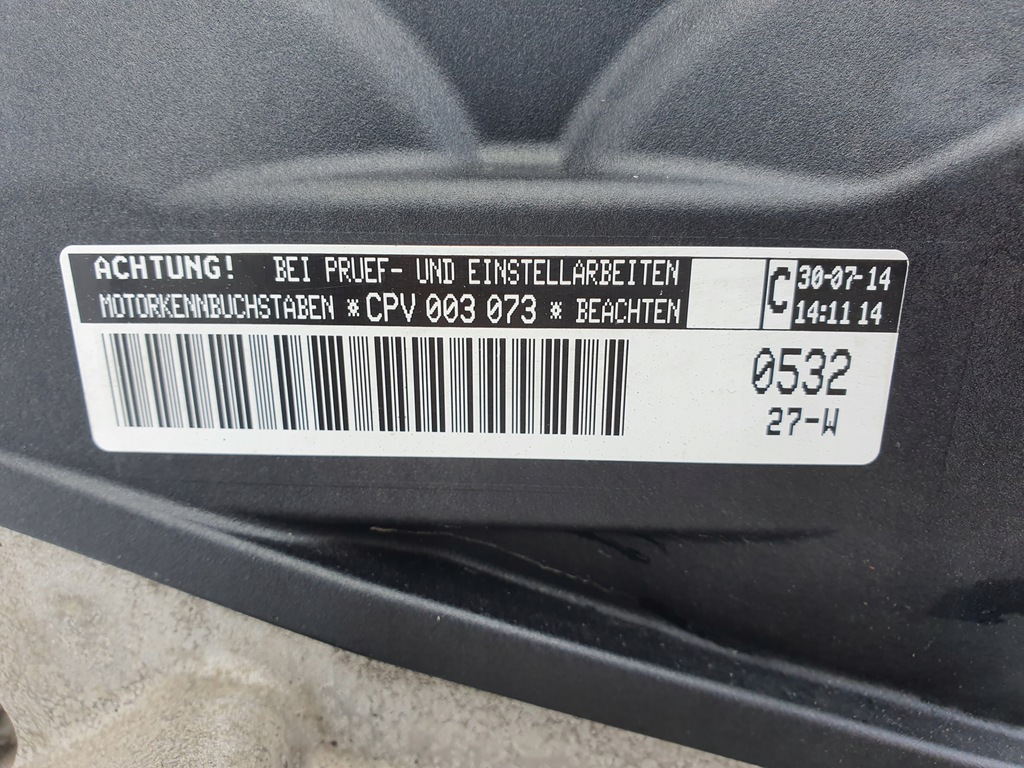 ACHTUNG! BEI PRUEF- UND EINSTELLARBEITEN
MOTORKENNBUCHSTABEN *CPV 003 073 * BEACHTEN
C
30-07-14
14:11 14
0532
27-W